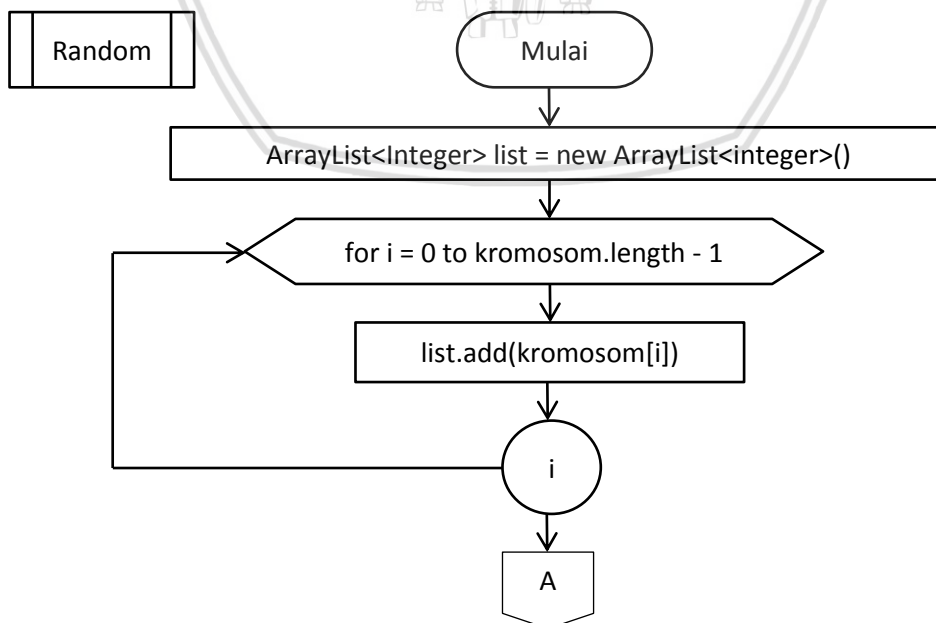 Random
Mulai
ArrayList<Integer> list = new ArrayList<integer>()
for i = 0 to kromosom.length - 1
list.add(kromosom[i])
i
A